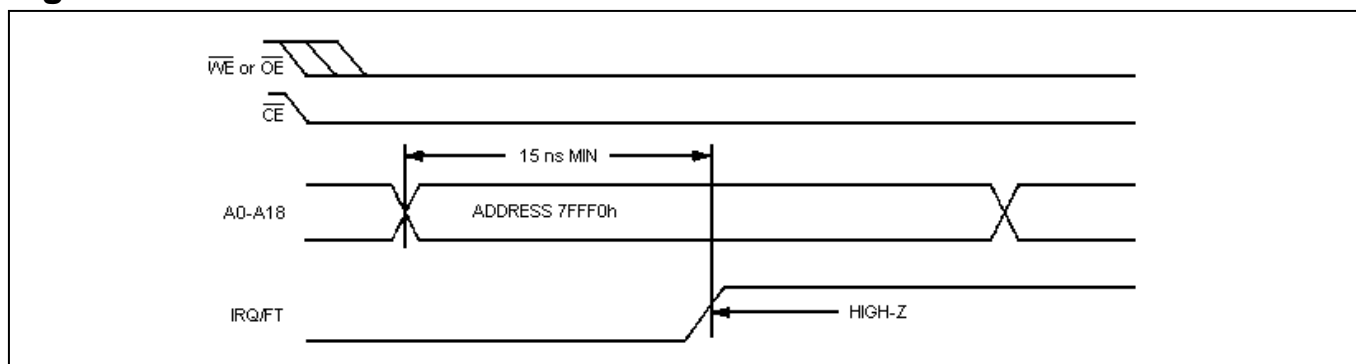 WE or OE
CE
15 ns MIN
A0-A18
ADDRESS 7FFF0h
IRQ/FT
HIGH-Z